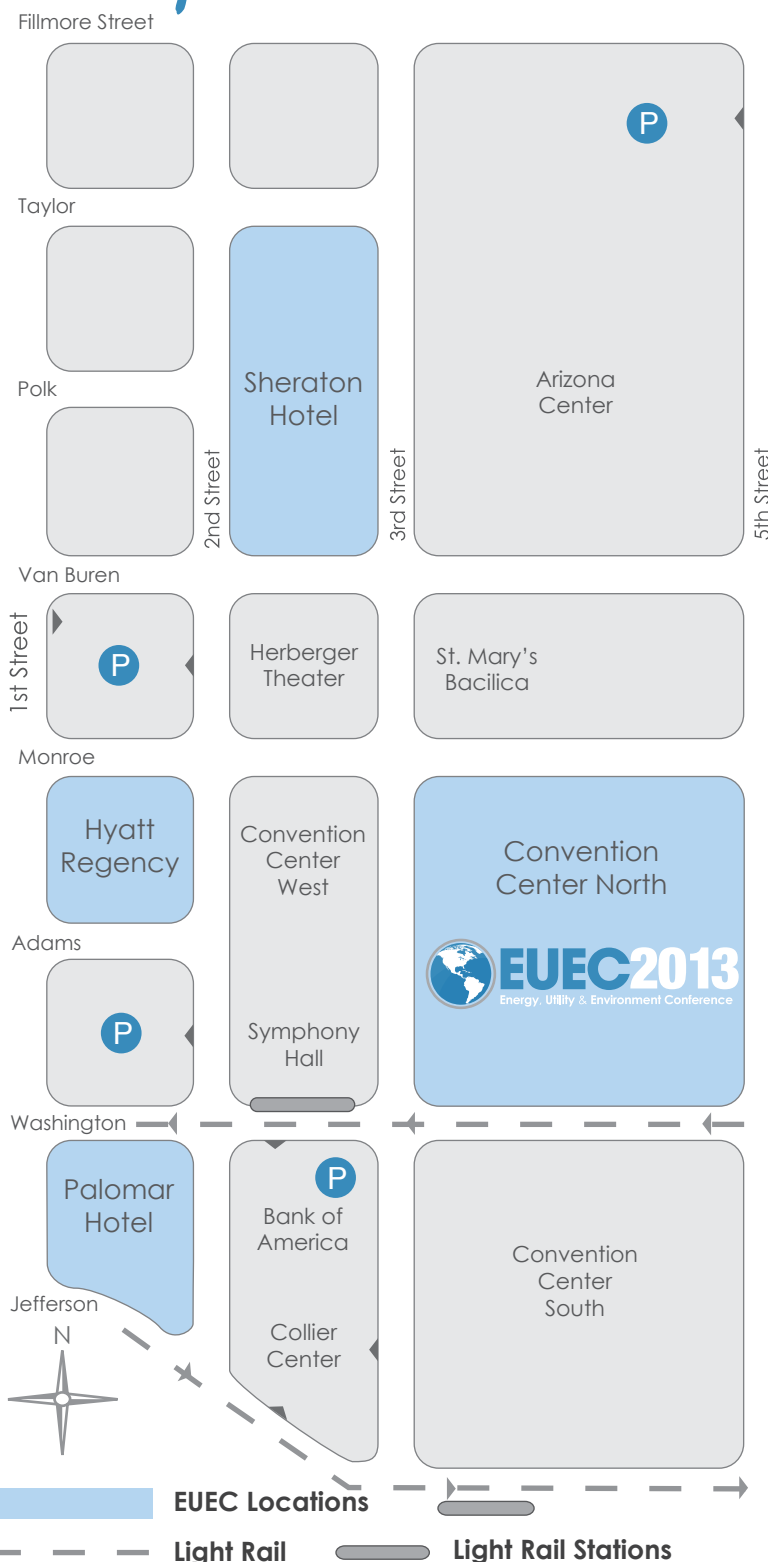 Fillmore Street
P
Taylor
Sheraton
Hotel
Arizona
Center
Polk
2nd Street
3rd Street
5th Street
Van Buren
1st Street
P
Herberger
Theater
St. Mary's
Bacilica
Monroe
Hyatt
Regency
Convention
Center
West
Convention
Center North
Adams
EUEC2013
Energy, Utility & Environment Conference
P
Symphony
Hall
Washington
Palomar
Hotel
P
Bank of
America
Convention
Center
South
Jefferson
N
Collier
Center
EUEC Locations
Light Rail
Light Rail Stations